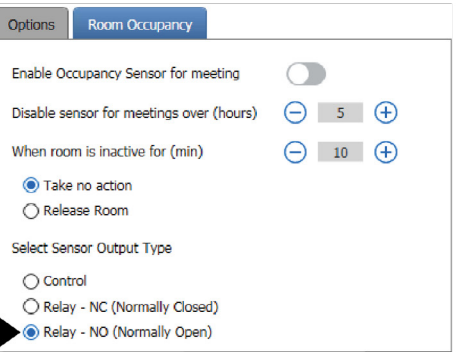 Options Room Occupancy
Enable Occupancy Sensor for meeting
Disable sensor for meetings over (hours) 5
When room is inactive for (min) 10
Take no action
Release Room
Select Sensor Output Type
Control
Relay - NC (Normally Closed)
Relay - NO (Normally Open)